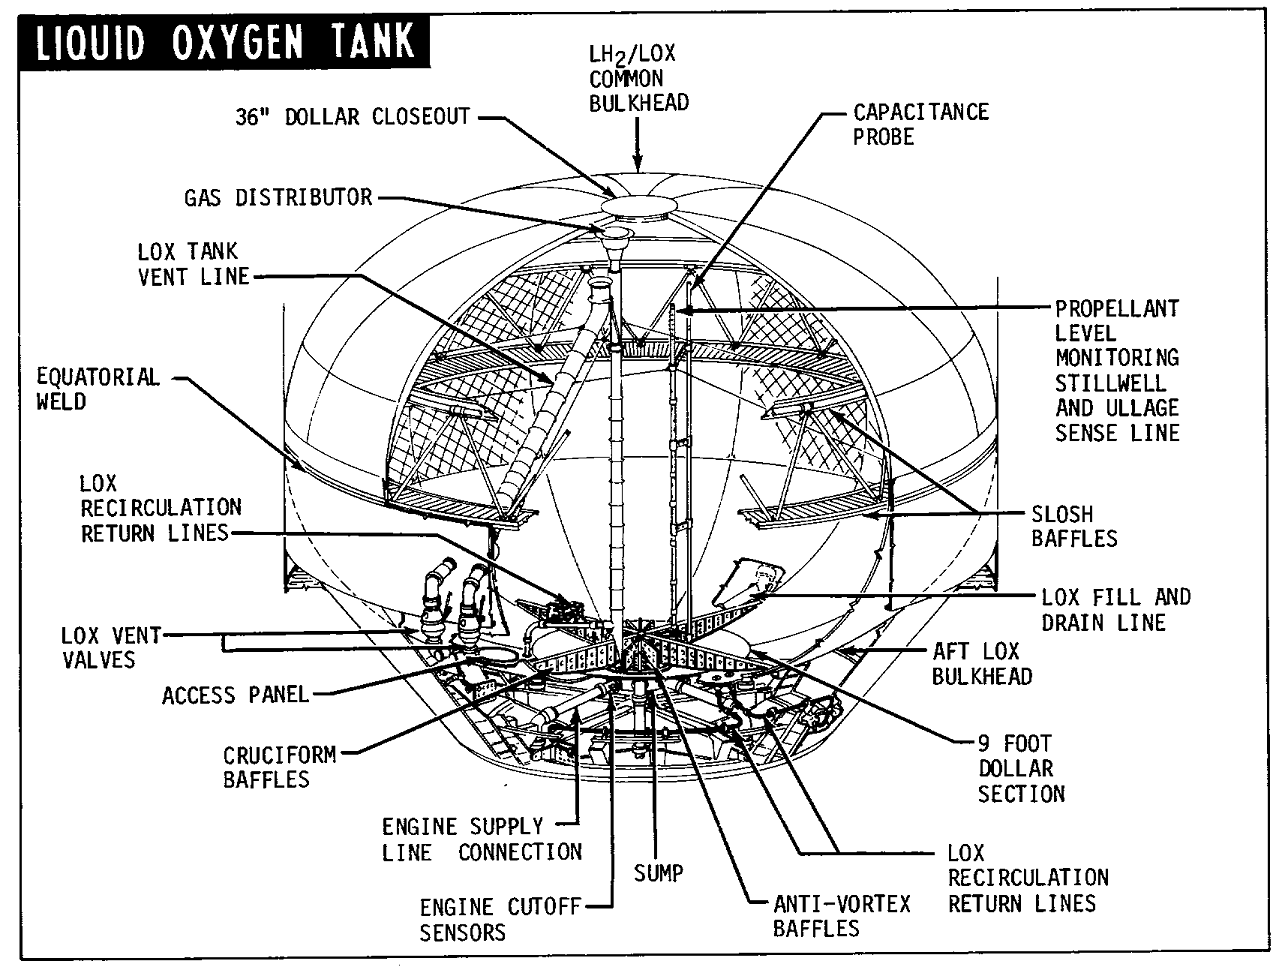 LIQUID OXYGEN TANK
LH2/LOX
COMMON
BULKHEAD
36" DOLLAR CLOSEOUT
CAPACITANCE
PROBE
GAS DISTRIBUTOR
LOX TANK
VENT LINE
PROPELLANT
LEVEL
MONITORING
STILLWELL
AND ULLAGE
SENSE LINE
EQUATORIAL
WELD
LOX
RECIRCULATION
RETURN LINES
SLOSH
BAFFLES
LOX FILL AND
DRAIN LINE
LOX VENT
VALVES
AFT LOX
BULKHEAD
ACCESS PANEL
CRUCIFORM
BAFFLES
9 FOOT
DOLLAR
SECTION
ENGINE SUPPLY
LINE CONNECTION
SUMP
LOX
RECIRCULATION
RETURN LINES
ENGINE CUTOFF
SENSORS
ANTI-VORTEX
BAFFLES